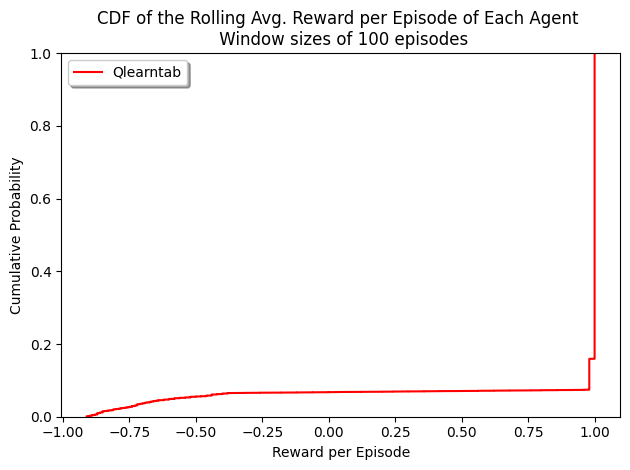 CDF of the Rolling Avg. Reward per Episode of Each Agent
Window sizes of 100 episodes
Qlearntab
1.0
0.8
0.6
0.4
0.2
0.0
Cumulative Probability
−1.00 −0.75 −0.50 −0.25 0.00 0.25 0.50 0.75 1.00
Reward per Episode